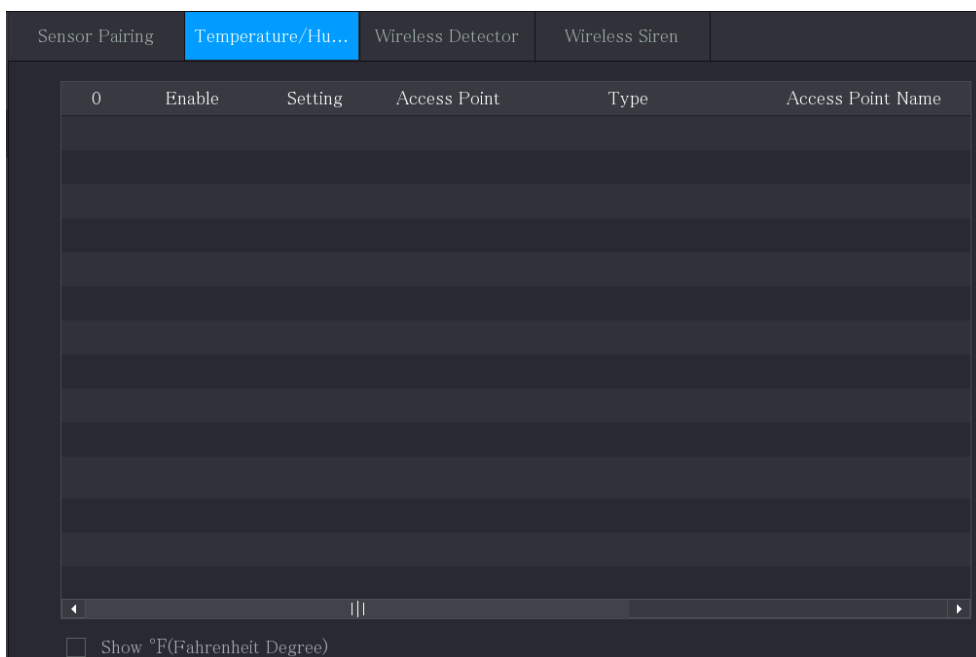 Sensor Pairing Temperature/Hu... Wireless Detector Wireless Siren
0 Enable Setting Access Point Type Access Point Name
Show °F(Fahrenheit Degree)